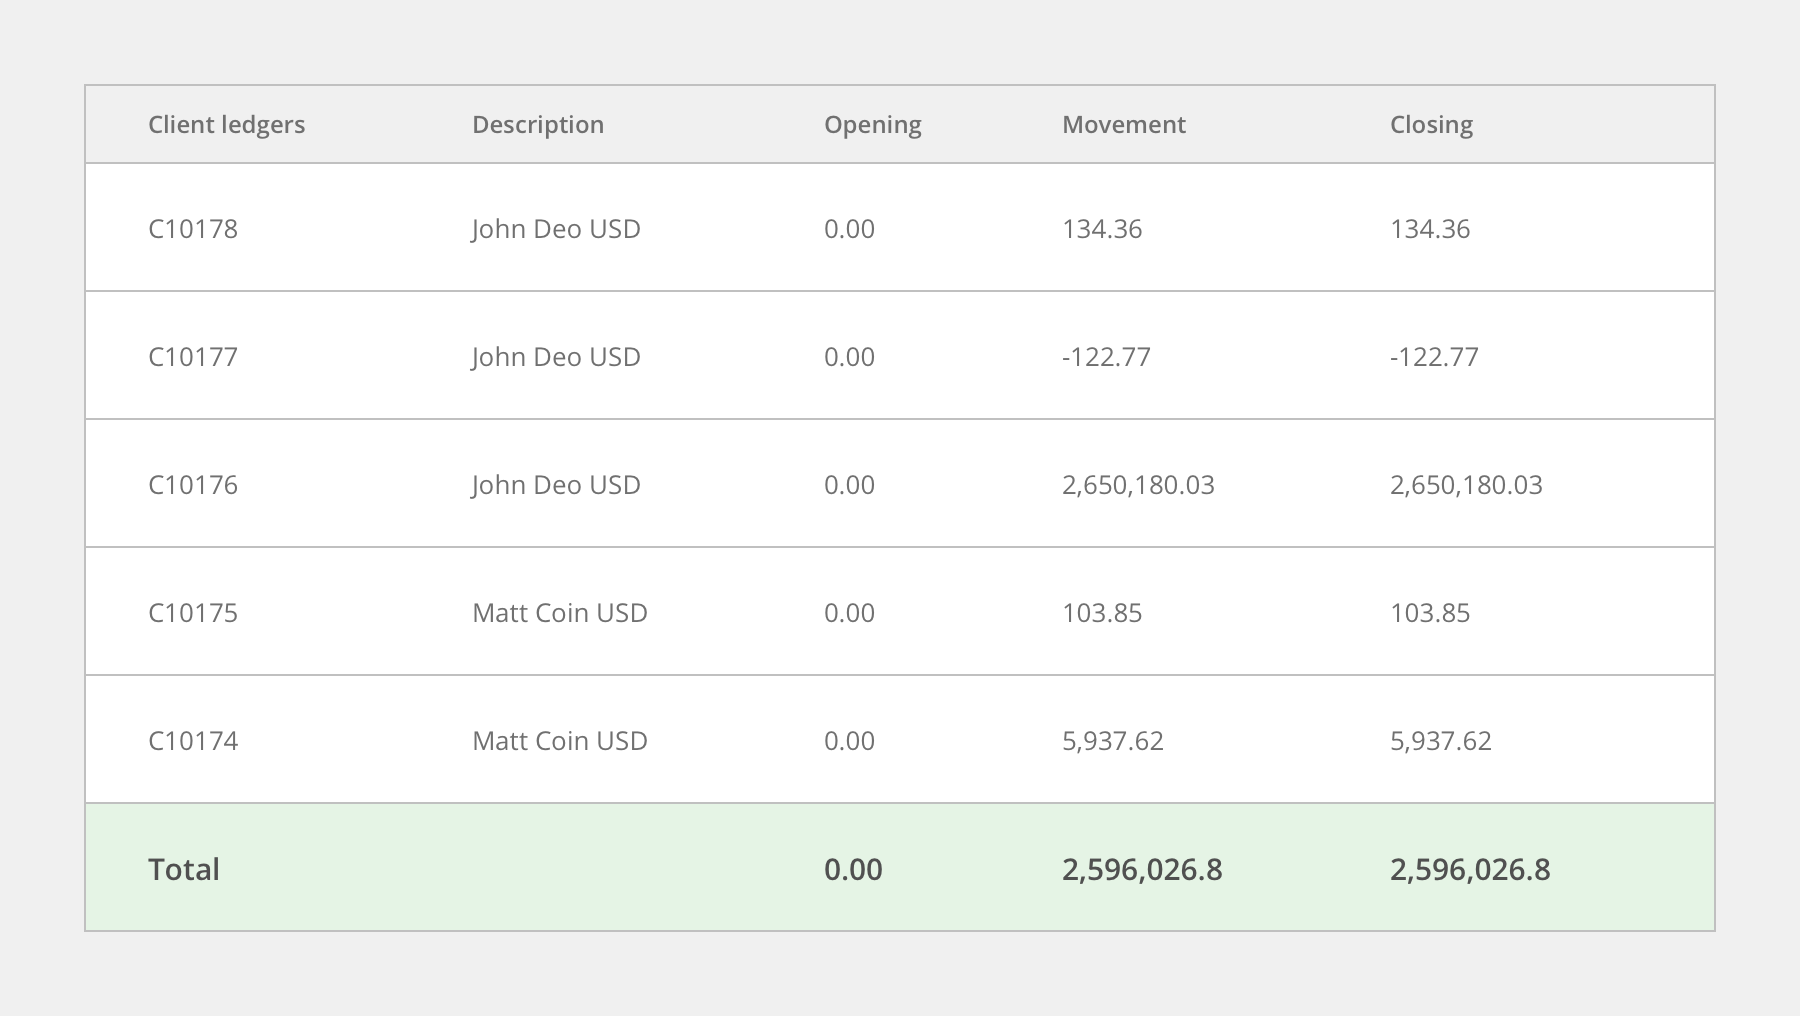 Client ledgers Description Opening Movement Closing
C10178 John Deo USD 0.00 134.36 134.36
C10177 John Deo USD 0.00 -122.77 -122.77
C10176 John Deo USD 0.00 2,650,180.03 2,650,180.03
C10175 Matt Coin USD 0.00 103.85 103.85
C10174 Matt Coin USD 0.00 5,937.62 5,937.62
Total 0.00 2,596,026.8 2,596,026.8